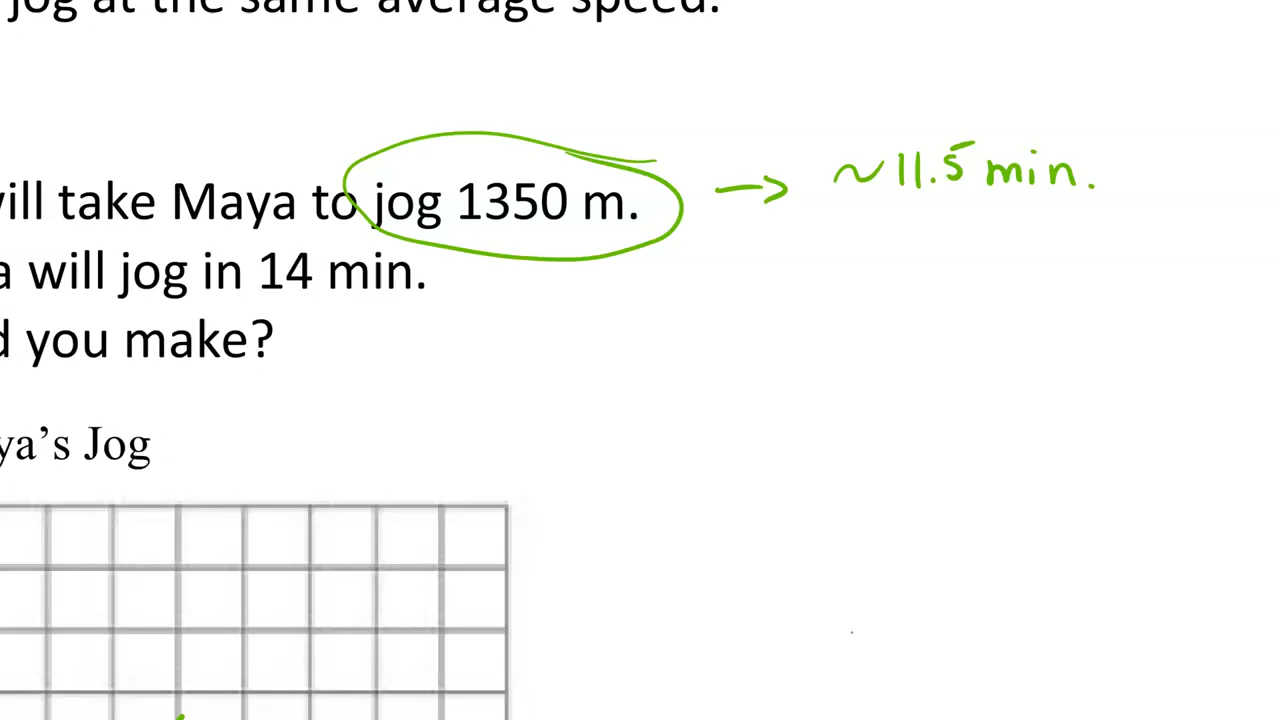 jog at the same average speed.
~11.5 min.
will take Maya to jog 1350 m.
will jog in 14 min.
you make?
Jog